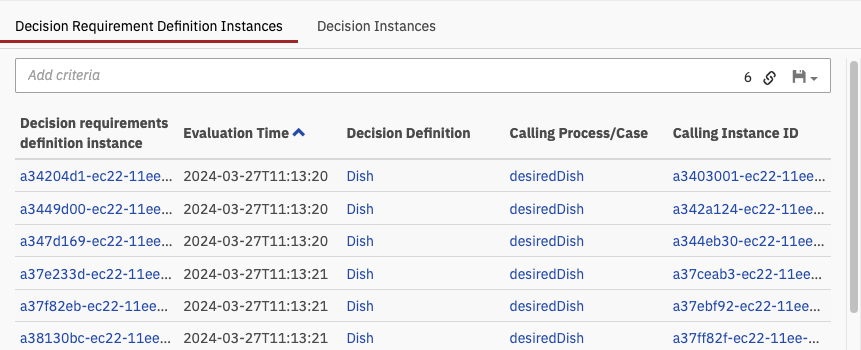 Decision Requirement Definition Instances Decision Instances
Add criteria 6
Decision requirements definition instance Evaluation Time Decision Definition Calling Process/Case Calling Instance ID
a34204d1-ec22-11ee... 2024-03-27T11:13:20 Dish desiredDish a3403001-ec22-11ee...
a3449d00-ec22-11ee... 2024-03-27T11:13:20 Dish desiredDish a342a124-ec22-11ee...
a347d169-ec22-11ee... 2024-03-27T11:13:20 Dish desiredDish a344eb30-ec22-11ee...
a37e233d-ec22-11ee... 2024-03-27T11:13:21 Dish desiredDish a37ceab3-ec22-11ee...
a37f82eb-ec22-11ee... 2024-03-27T11:13:21 Dish desiredDish a37ebf92-ec22-11ee...
a38130bc-ec22-11ee... 2024-03-27T11:13:21 Dish desiredDish a37ff82f-ec22-11ee-...